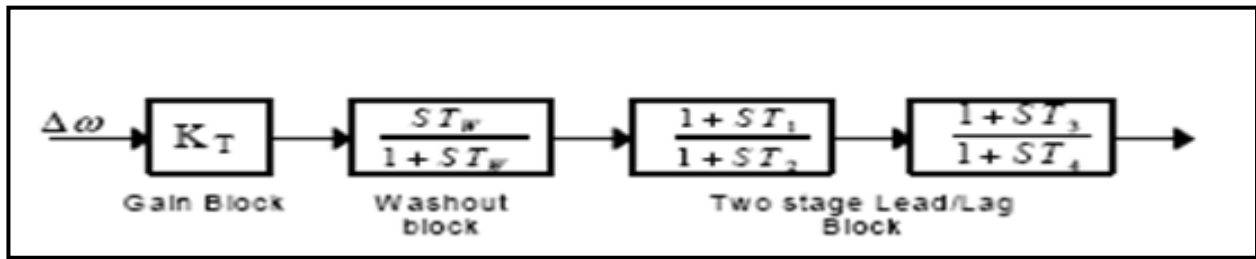 Δω
K_T
ST_W / 1 + ST_W
1 + ST_1 / 1 + ST_2
1 + ST_3 / 1 + ST_4
Gain Block
Washout
block
Two stage Lead/Lag
Block